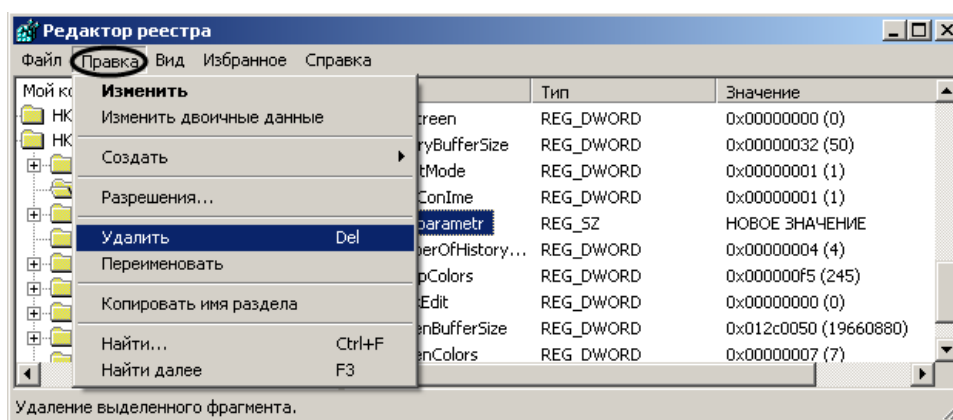 Редактор реестра
Файл Правка Вид Избранное Справка
Мой Тип Значение
Изменить
Изменить двоичные данные
Создать
Разрешения...
Удалить Del
Переименовать
Копировать имя раздела
Найти... Ctrl+F
Найти далее F3
HK
HK
reen REG_DWORD 0x00000000 (0)
ryBufferSize REG_DWORD 0x00000032 (50)
tMode REG_DWORD 0x00000001 (1)
ConIme REG_DWORD 0x00000001 (1)
parametr REG_SZ НОВОЕ ЗНАЧЕНИЕ
erOfHistory... REG_DWORD 0x00000004 (4)
pColors REG_DWORD 0x000000f5 (245)
Edit REG_DWORD 0x00000000 (0)
enBufferSize REG_DWORD 0x012c0050 (19660880)
enColors REG_DWORD 0x00000007 (7)
Удаление выделенного фрагмента.